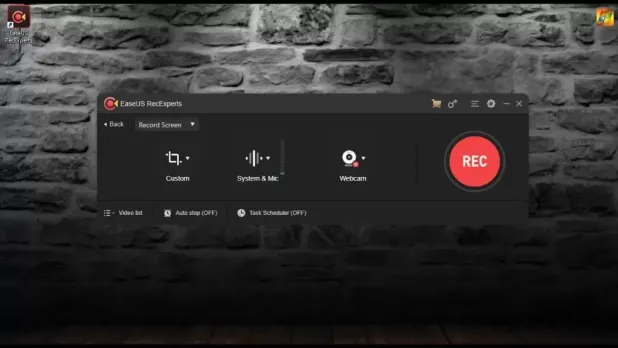 EaseUS
RecExperts
EaseUS RecExperts
Back
Record Screen
Custom
System & Mic
Webcam
REC
Video list
Auto stop (OFF)
Task Scheduler (OFF)